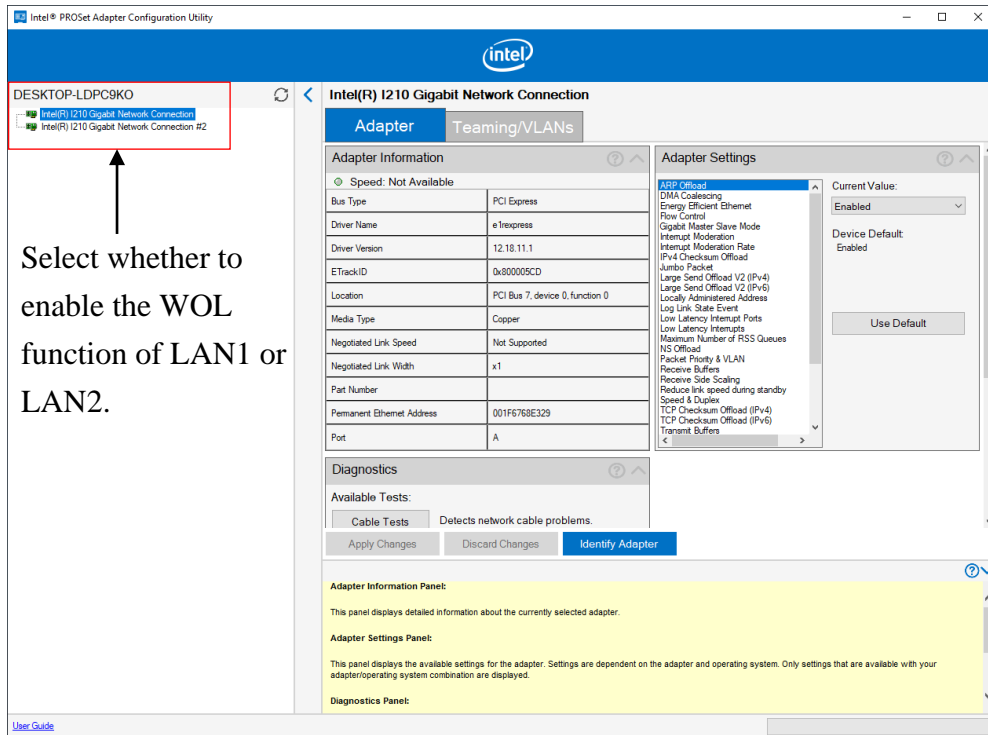 Intel® PROSet Adapter Configuration Utility
intel
DESKTOP-LDPC9KO
Intel(R) I210 Gigabit Network Connection
Intel(R) I210 Gigabit Network Connection #2
Select whether to
enable the WOL
function of LAN1 or
LAN2.
Intel(R) I210 Gigabit Network Connection
Adapter
Teaming/VLANs
Adapter Information
Speed: Not Available
Bus Type PCI Express
Driver Name e1rexpress
Driver Version 12.18.11.1
ETrackID 0x800005CD
Location PCI Bus 7, device 0, function 0
Media Type Copper
Negotiated Link Speed Not Supported
Negotiated Link Width x1
Part Number
Permanent Ethernet Address 001F6768E329
Port A
Adapter Settings
ARP Offload
DMA Coalescing
Energy Efficient Ethernet
Flow Control
Gigabit Master Slave Mode
Interrupt Moderation
Interrupt Moderation Rate
IPv4 Checksum Offload
Jumbo Packet
Large Send Offload V2 (IPv4)
Large Send Offload V2 (IPv6)
Locally Administered Address
Log Link State Event
Low Latency Interrupt Ports
Low Latency Interrupts
Maximum Number of RSS Queues
NS Offload
Packet Priority & VLAN
Receive Buffers
Receive Side Scaling
Reduce link speed during standby
Speed & Duplex
TCP Checksum Offload (IPv4)
TCP Checksum Offload (IPv6)
Transmit Buffers
Current Value:
Enabled
Device Default:
Enabled
Use Default
Diagnostics
Available Tests:
Cable Tests Detects network cable problems.
Apply Changes
Discard Changes
Identify Adapter
Adapter Information Panel:
This panel displays detailed information about the currently selected adapter.
Adapter Settings Panel:
This panel displays the available settings for the adapter. Settings are dependent on the adapter and operating system. Only settings that are available with your
adapter/operating system combination are displayed.
Diagnostics Panel:
User Guide